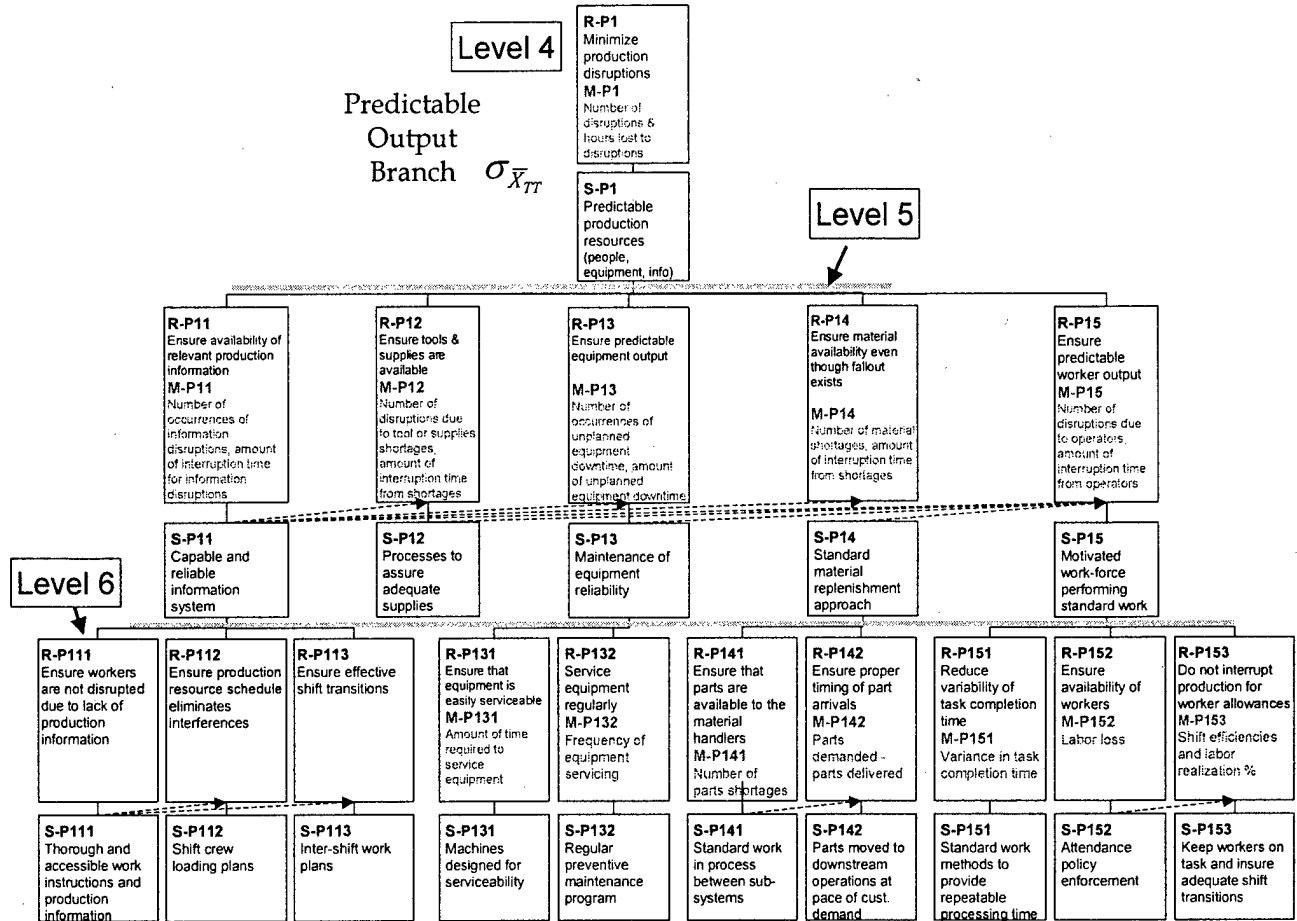 Level 4
R-P1
Minimize
production
disruptions
M-P1
Number of
disruptions &
hours lost to
disruptions
Predictable
Output
Branch σ X̄ TT
S-P1
Predictable
production
resources
(people,
equipment, info)
Level 5
R-P11
Ensure availability of
relevant production
information
M-P11
Number of
occurrences of
information
disruptions, amount
of interruption time
for information
disruptions
R-P12
Ensure tools &
supplies are
available
M-P12
Number of
disruptions due
to tool or supplies
shortages,
amount of
interruption time
from shortages
R-P13
Ensure predictable
equipment output
M-P13
Number of
occurrences of
unplanned
equipment
downtime, amount
of unplanned
equipment downtime
R-P14
Ensure material
availability even
though fallout
exists
M-P14
Number of material
shortages, amount
of interruption time
from shortages
R-P15
Ensure
predictable
worker output
M-P15
Number of
disruptions due
to operators,
amount of
interruption time
from operators
S-P11
Capable and
reliable
information
system
S-P12
Processes to
assure
adequate
supplies
S-P13
Maintenance of
equipment
reliability
S-P14
Standard
material
replenishment
approach
S-P15
Motivated
work-force
performing
standard work
Level 6
R-P111
Ensure workers
are not disrupted
due to lack of
production
information
R-P112
Ensure production
resource schedule
eliminates
interferences
R-P113
Ensure effective
shift transitions
R-P131
Ensure that
equipment is
easily serviceable
M-P131
Amount of time
required to
service
equipment
R-P132
Service
equipment
regularly
M-P132
Frequency of
equipment
servicing
R-P141
Ensure that
parts are
available to the
material
handlers
M-P141
Number of
parts shortages
R-P142
Ensure proper
timing of part
arrivals
M-P142
Parts
demanded -
parts delivered
R-P151
Reduce
variability of
task completion
time
M-P151
Variance in task
completion time
R-P152
Ensure
availability of
workers
M-P152
Labor loss
R-P153
Do not interrupt
production for
worker allowances
M-P153
Shift efficiencies
and labor
realization %
S-P111
Thorough and
accessible work
instructions and
production
information
S-P112
Shift crew
loading plans
S-P113
Inter-shift work
plans
S-P131
Machines
designed for
serviceability
S-P132
Regular
preventive
maintenance
program
S-P141
Standard work
in process
between sub-
systems
S-P142
Parts moved to
downstream
operations at
pace of cust.
demand
S-P151
Standard work
methods to
provide
repeatable
processing time
S-P152
Attendance
policy
enforcement
S-P153
Keep workers on
task and insure
adequate shift
transitions